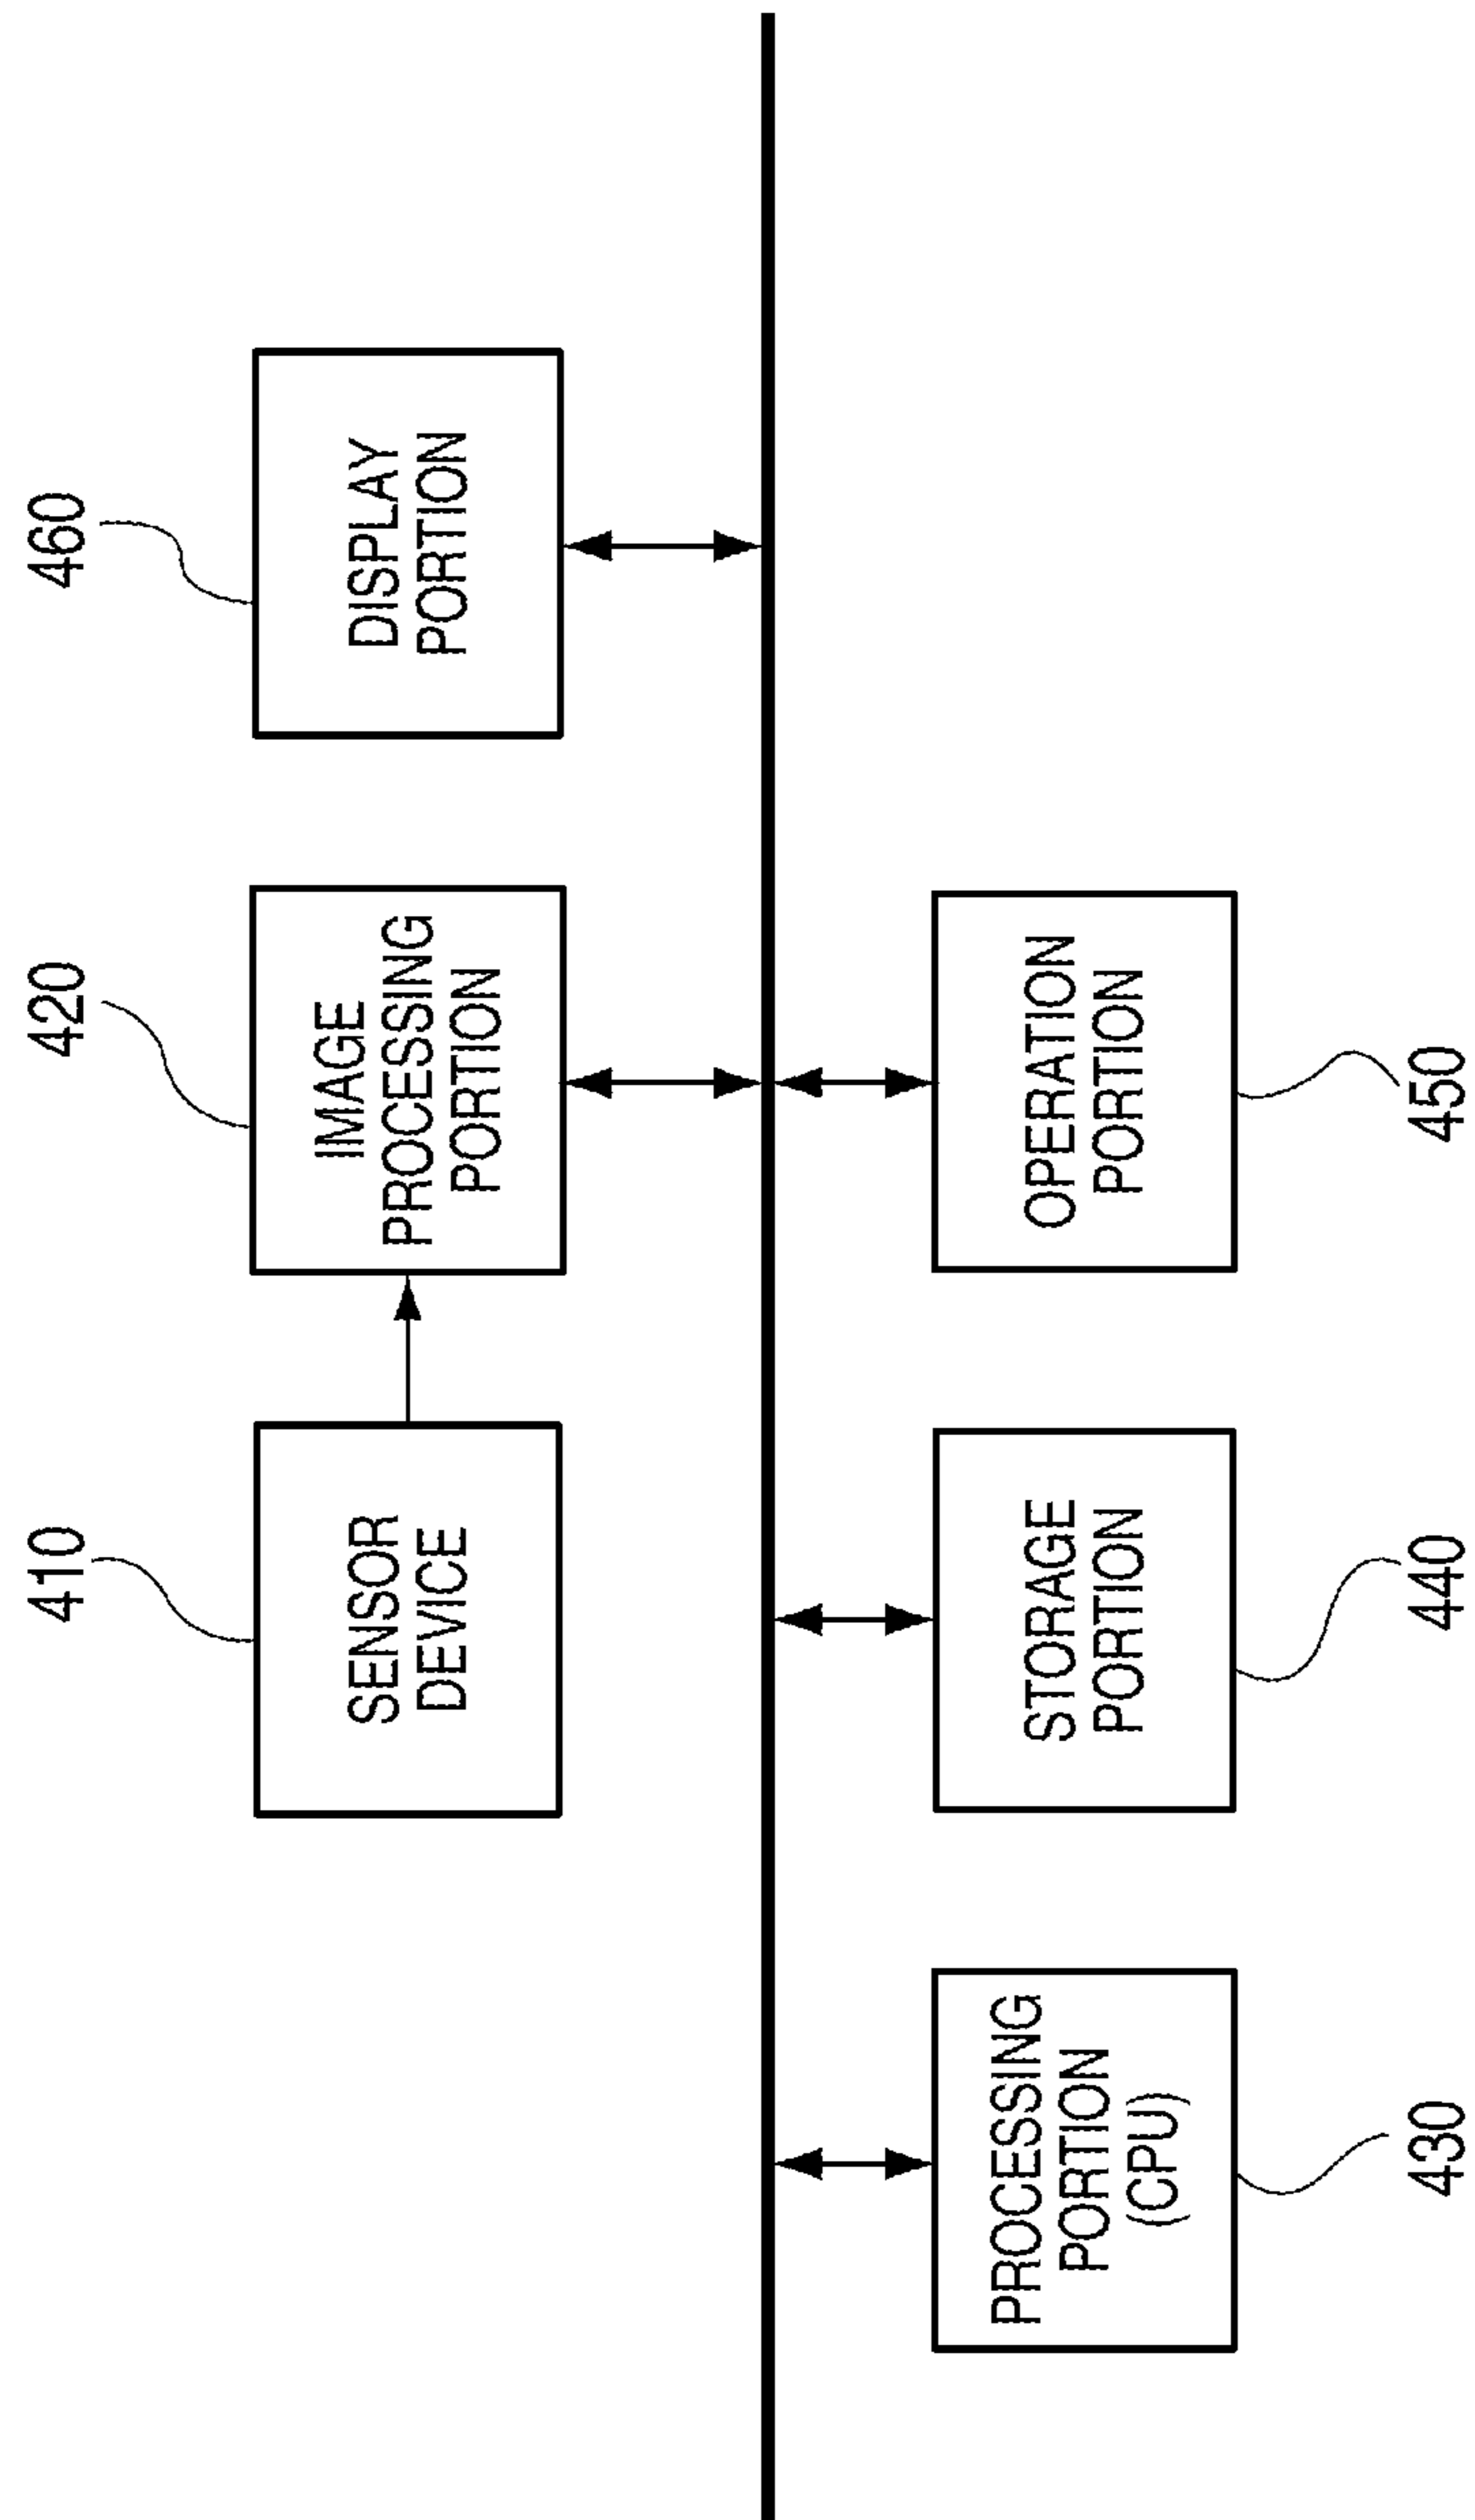 410
420
460
SENSOR
DEVICE
IMAGE
PROCESSING
PORTION
DISPLAY
PORTION
PROCESSING
PORTION
(CPU)
STORAGE
PORTION
OPERATION
PORTION
430
440
450